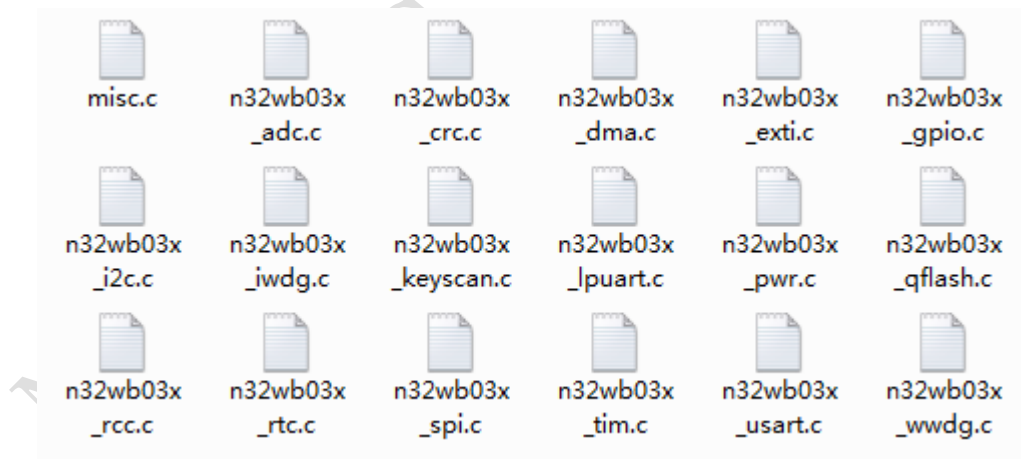 misc.c
n32wb03x
_adc.c
n32wb03x
_crc.c
n32wb03x
_dma.c
n32wb03x
_exti.c
n32wb03x
_gpio.c
n32wb03x
_i2c.c
n32wb03x
_iwdg.c
n32wb03x
_keyscan.c
n32wb03x
_lpuart.c
n32wb03x
_pwr.c
n32wb03x
_qflash.c
n32wb03x
_rcc.c
n32wb03x
_rtc.c
n32wb03x
_spi.c
n32wb03x
_tim.c
n32wb03x
_usart.c
n32wb03x
_wwdg.c